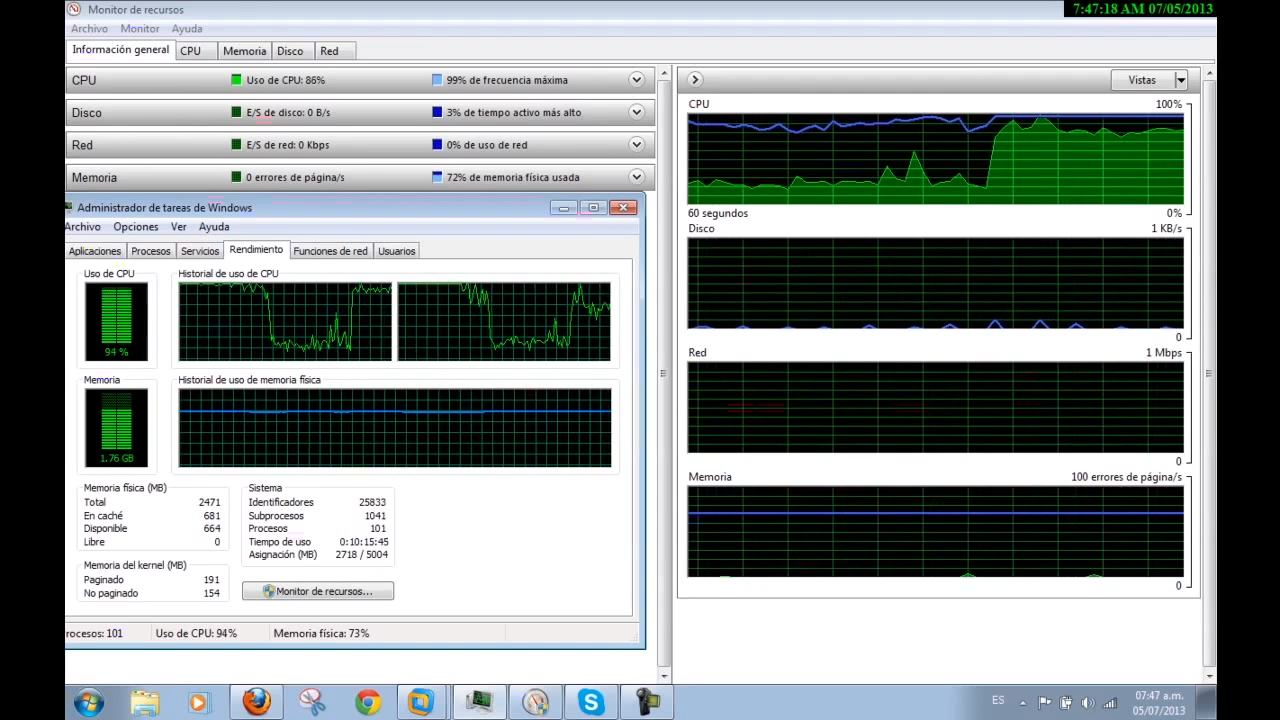 Monitor de recursos
7:47:18 AM 07/05/2013
Archivo Monitor Ayuda
Información general CPU Memoria Disco Red
CPU Uso de CPU: 86% 99% de frecuencia máxima
Disco E/S de disco: 0 B/s 3% de tiempo activo más alto
Red E/S de red: 0 Kbps 0% de uso de red
Memoria 0 errores de página/s 72% de memoria física usada
Administrador de tareas de Windows
Archivo Opciones Ver Ayuda
Aplicaciones Procesos Servicios Rendimiento Funciones de red Usuarios
Uso de CPU Historial de uso de CPU
94 %
Memoria Historial de uso de memoria física
1.76 GB
Memoria física (MB)
Total 2471
En caché 681
Disponible 664
Libre 0
Memoria del kernel (MB)
Paginado 191
No paginado 154
Sistema
Identificadores 25833
Subprocesos 1041
Procesos 101
Tiempo de uso 0:10:15:45
Asignación (MB) 2718 / 5004
Monitor de recursos...
rocesos: 101 Uso de CPU: 94% Memoria física: 73%
Vistas
CPU 100%
60 segundos 0%
Disco 1 KB/s
0
Red 1 Mbps
0
Memoria 100 errores de página/s
0
ES
07:47 a.m.
05/07/2013